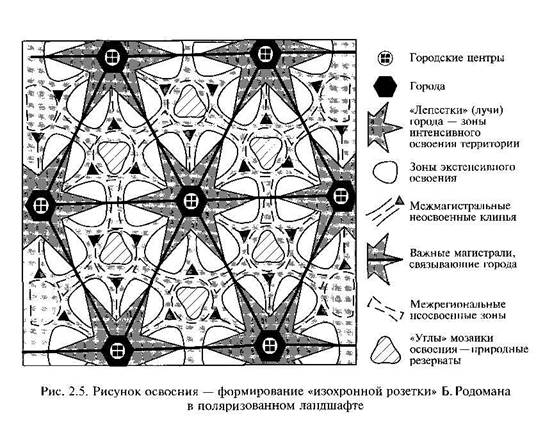 Городские центры
Города
«Лепестки» (лучи)
города — зоны
интенсивного
освоения территории
Зоны экстенсивного
освоения
Межмагистральные
неосвоенные клинья
Важные магистрали,
связывающие города
Межрегиональные
неосвоенные зоны
«Углы» мозаики
освоения — природные
резерваты
Рис. 2.5. Рисунок освоения — формирование «изохронной розетки» Б. Родомана
в поляризованном ландшафте